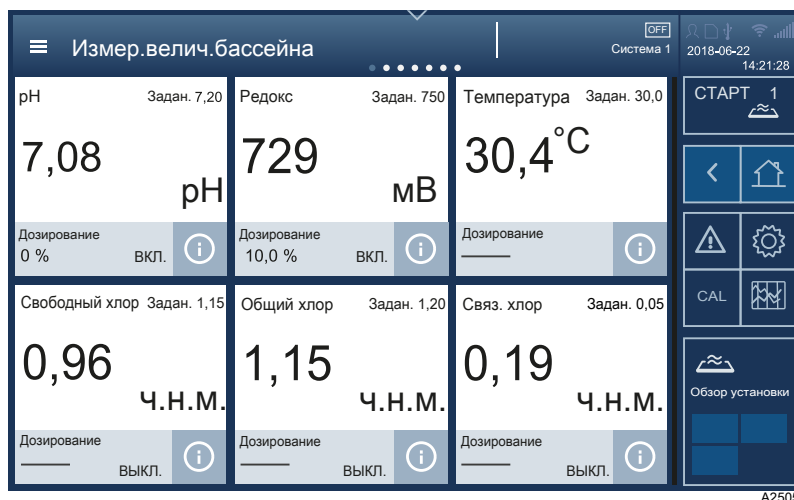 Измер.велич.бассейна
OFF
Система 1
2018-06-22
14:21:28
pH Задан. 7,20
7,08
pH
Дозирование
0 % ВКЛ.
Редокс Задан. 750
729
мВ
Дозирование
10,0 % ВКЛ.
Температура Задан. 30,0
30,4°C
Дозирование
СТАРТ 1
Свободный хлор Задан. 1,15
0,96
ч.н.м.
Дозирование
ВЫКЛ.
Общий хлор Задан. 1,20
1,15
ч.н.м.
Дозирование
ВЫКЛ.
Связ. хлор Задан. 0,05
0,19
ч.н.м.
Дозирование
ВЫКЛ.
CAL
Обзор установки